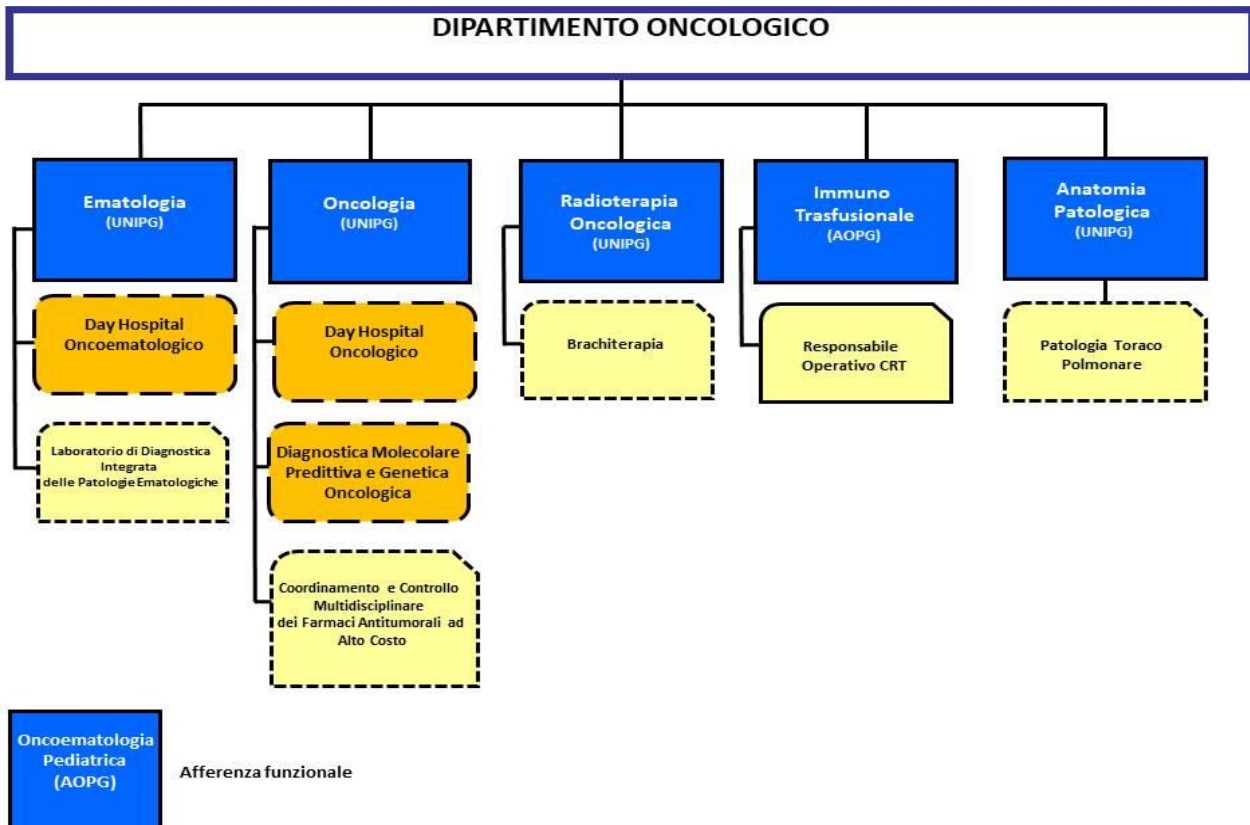 DIPARTIMENTO ONCOLOGICO
Ematologia
(UNIPG)
Oncologia
(UNIPG)
Radioterapia
Oncologica
(UNIPG)
Immuno
Trasfusionale
(AOPG)
Anatomia
Patologica
(UNIPG)
Day Hospital
Oncoematologico
Day Hospital
Oncologico
Brachiterapia
Responsabile
Operativo CRT
Patologia Toraco
Polmonare
Laboratorio di Diagnostica
Integrata
delle Patologie Ematologiche
Diagnostica Molecolare
Predittiva e Genetica
Oncologica
Coordinamento e Controllo
Multidisciplinare
dei Farmaci Antitumorali ad
Alto Costo
Oncoematologia
Pediatrica
(AOPG)
Afferenza funzionale